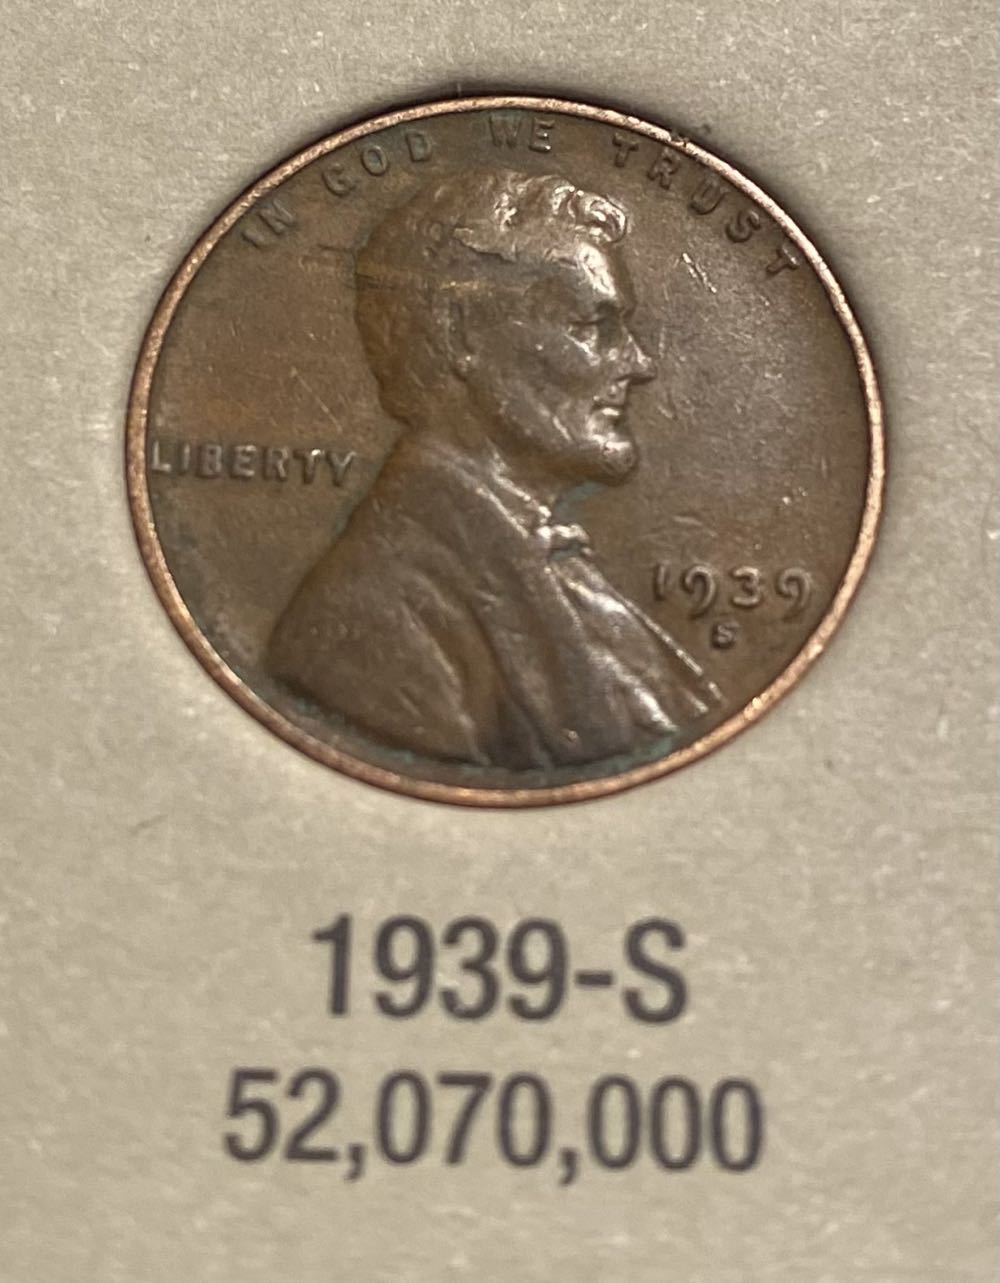 IN GOD WE TRUST
LIBERTY
1939
S
1939-S
52,070,000